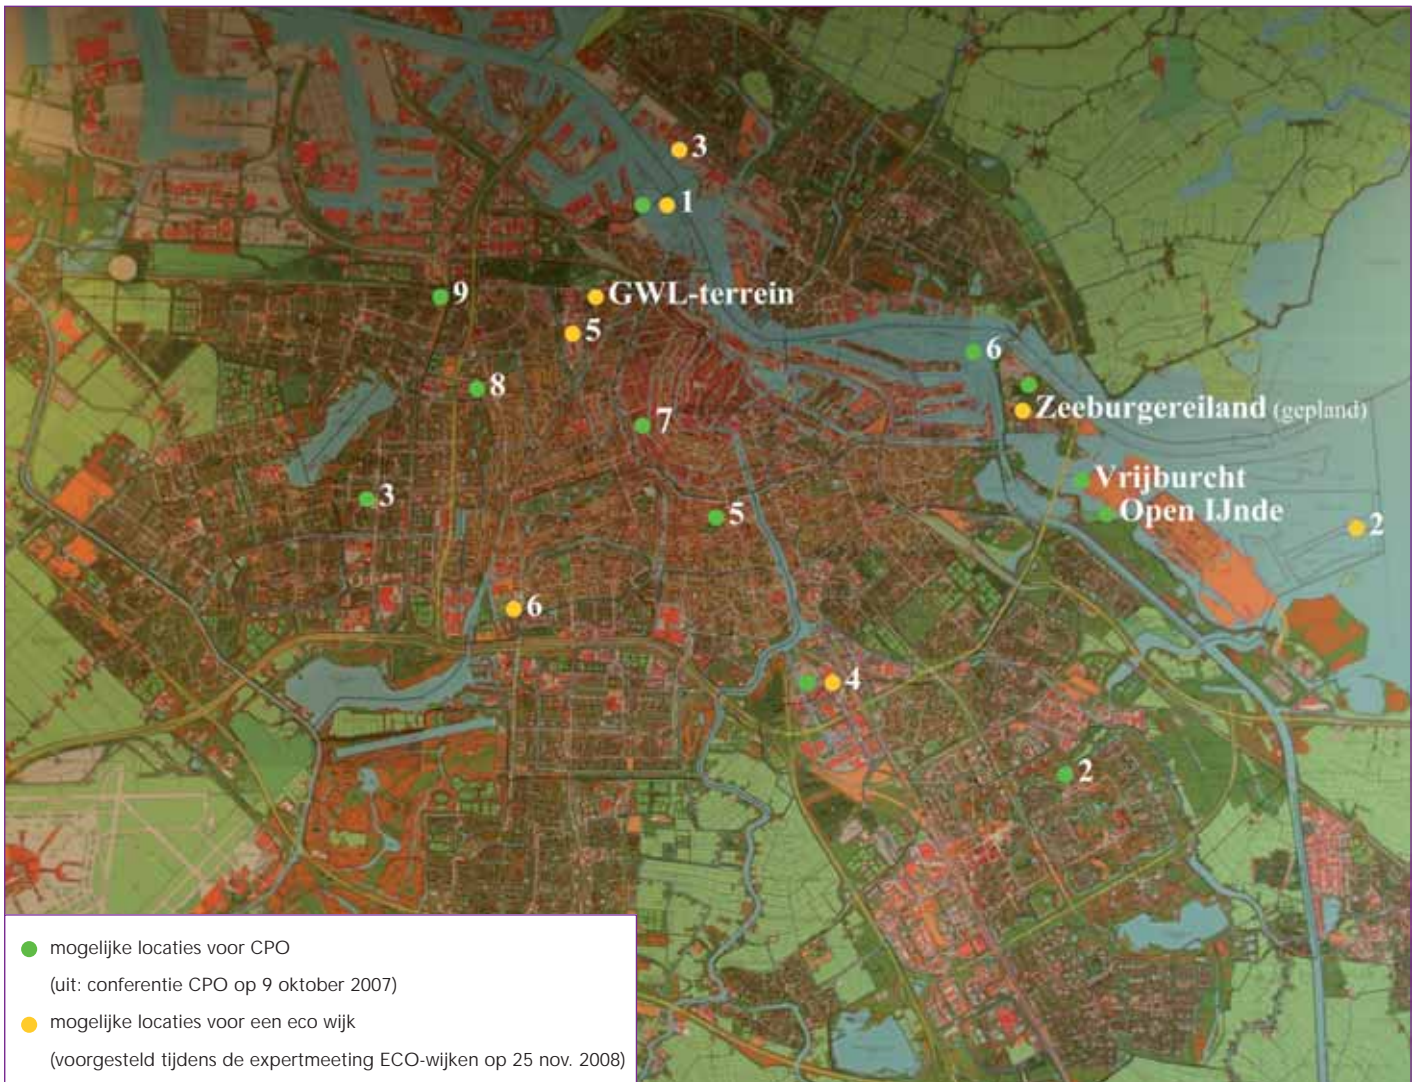 3
1
9
GWL-terrein
5
6
8
Zeeburgereiland (gepland)
7
Vrijburcht
3
Open IJnde
5
2
6
4
2
mogelijke locaties voor CPO
(uit: conferentie CPO op 9 oktober 2007)
mogelijke locaties voor een eco wijk
(voorgesteld tijdens de expertmeeting ECO-wijken op 25 nov. 2008)